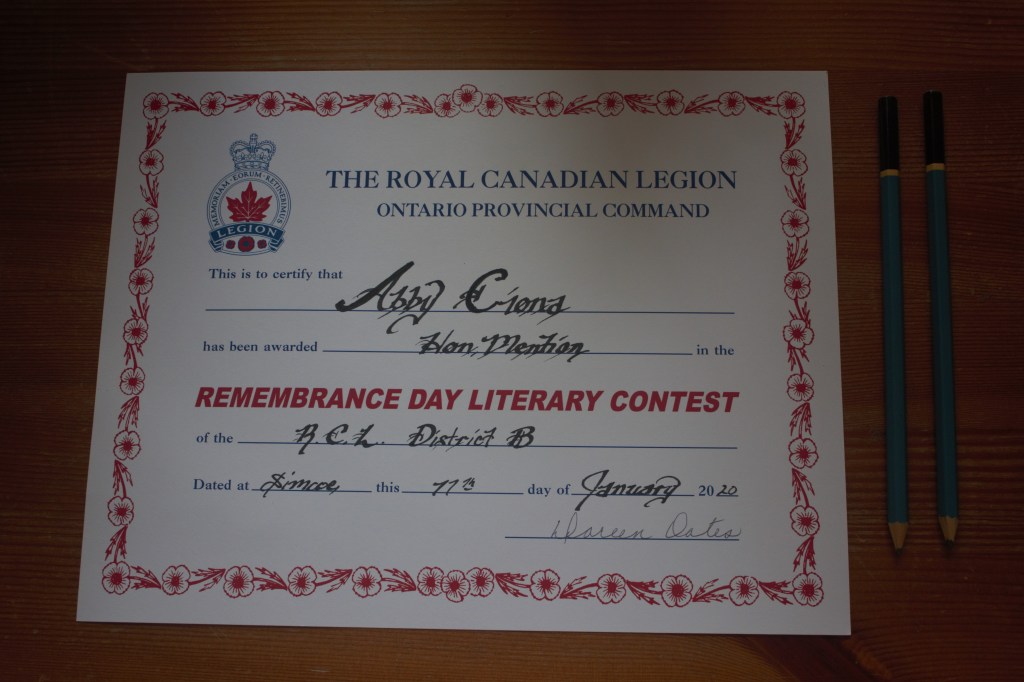 MEMORIAM · EORUM · RETINEBIMUS
LEGION
THE ROYAL CANADIAN LEGION
ONTARIO PROVINCIAL COMMAND
This is to certify that Abby Ciona
has been awarded Hon. Mention in the
REMEMBRANCE DAY LITERARY CONTEST
of the R.C.L. District B
Dated at Simcoe, this 11th day of January 2020
Doreen Oates